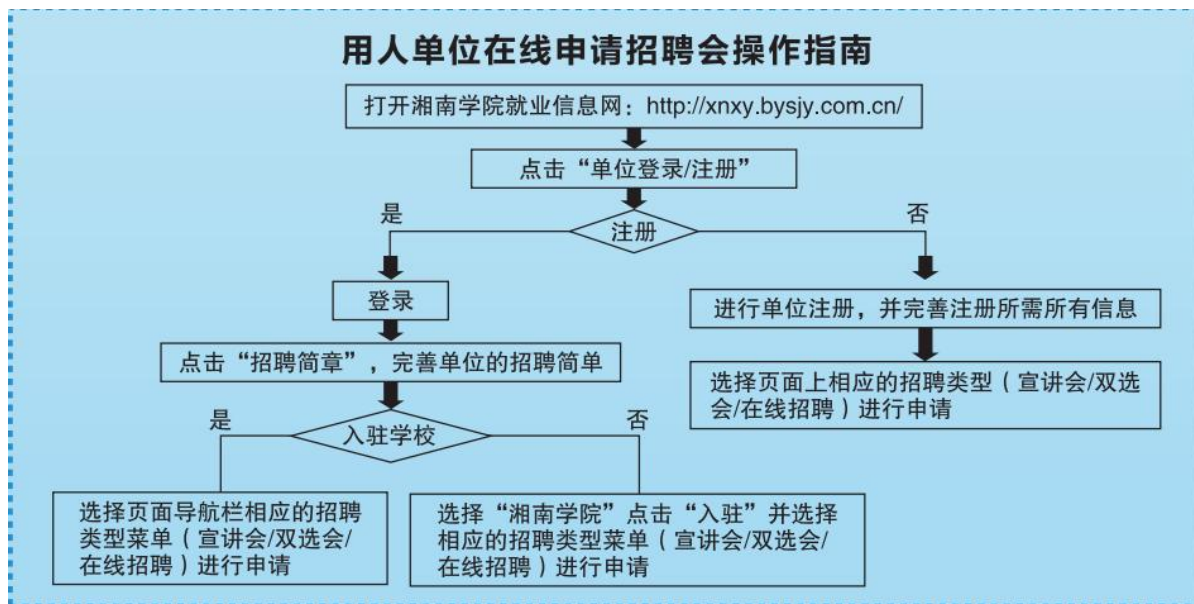 用人单位在线申请招聘会操作指南
打开湘南学院就业信息网：http://xnxy.bysjy.com.cn/
点击“单位登录/注册”
是
否
注册
登录
进行单位注册，并完善注册所需所有信息
点击“招聘简章”，完善单位的招聘简单
选择页面上相应的招聘类型（宣讲会/双选
会/在线招聘）进行申请
是
否
入驻学校
选择页面导航栏相应的招聘
类型菜单（宣讲会/双选会/
在线招聘）进行申请
选择“湘南学院”点击“入驻”并选择
相应的招聘类型菜单（宣讲会/双选会/
在线招聘）进行申请